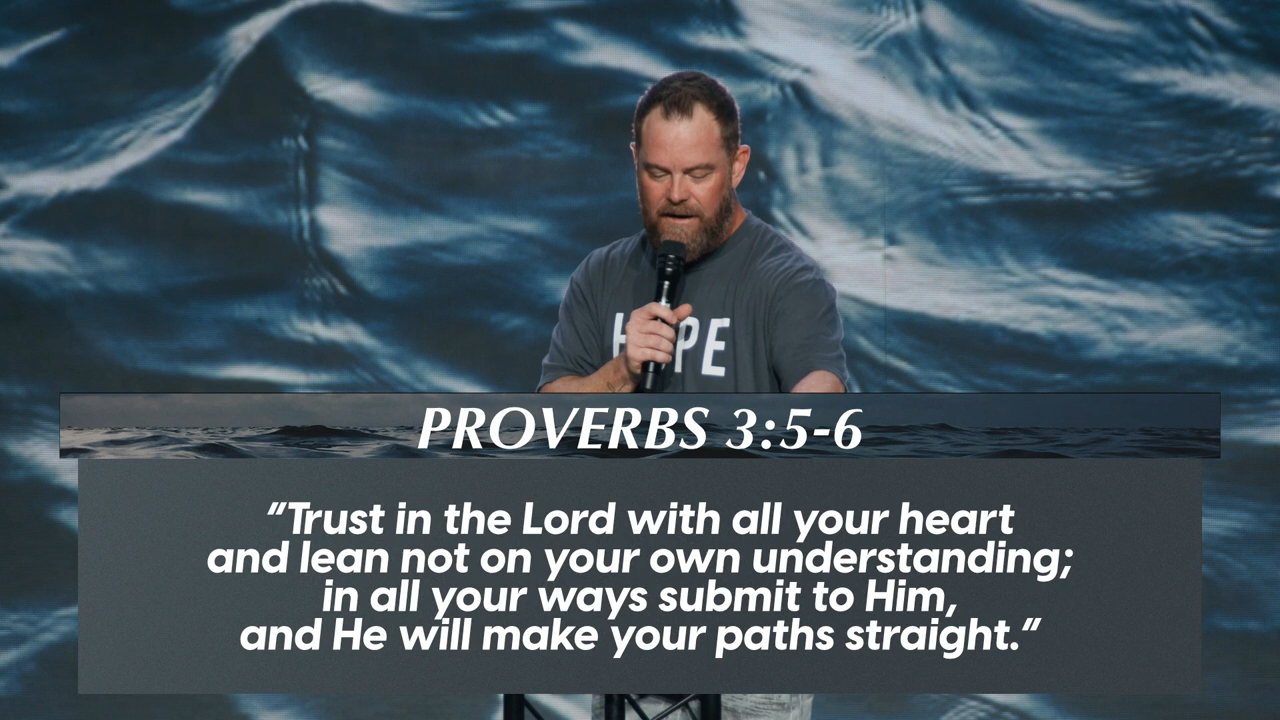 HOPE
PROVERBS 3:5-6
"Trust in the Lord with all your heart
and lean not on your own understanding;
in all your ways submit to Him,
and He will make your paths straight."